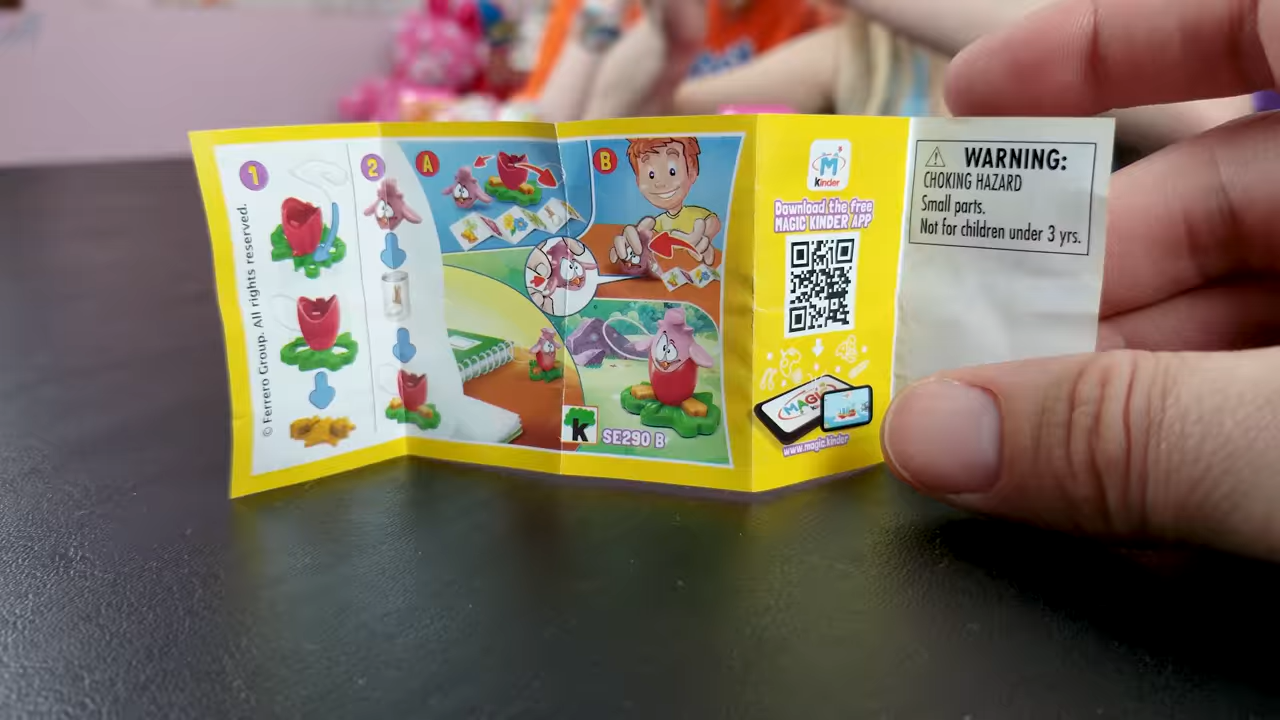 1
© Ferrero Group. All rights reserved.
2
A
B
K
SE290 B
M
Kinder
Download the free
MAGIC KINDER APP
MAGIC
www.magic.kinder
WARNING:
CHOKING HAZARD
Small parts.
Not for children under 3 yrs.